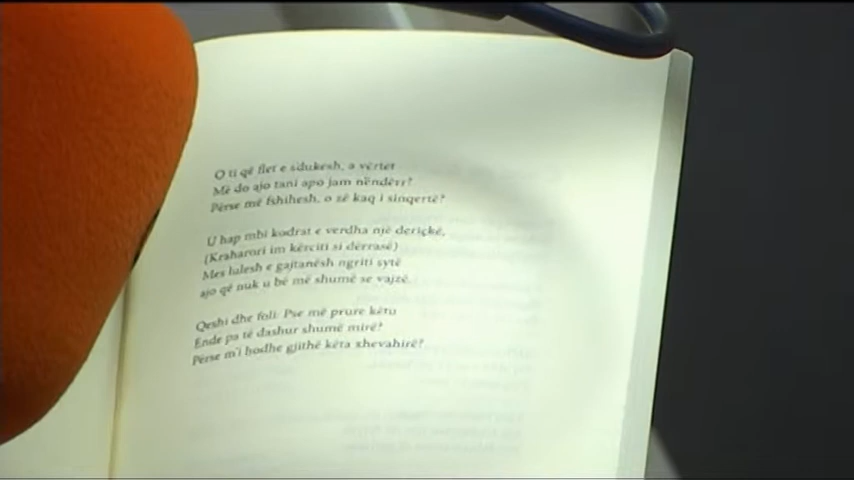 O ti që flet e s'dukesh, a vërtet
Më do ajo tani apo jam n'ëndërr?
Përse më fshihesh, o zë kaq i sinqertë?
U hap mbi kodrat e verdha një deriçkë,
(Kraharori im kërciti si dërrasë)
Mes lulesh e gajtanësh ngriti sytë
ajo që nuk u bë më shumë se vajzë.
Qeshi dhe foli: Pse më prure këtu
Ende pa të dashur shumë mirë?
Përse m'i hodhe gjithë këta xhevahirë?